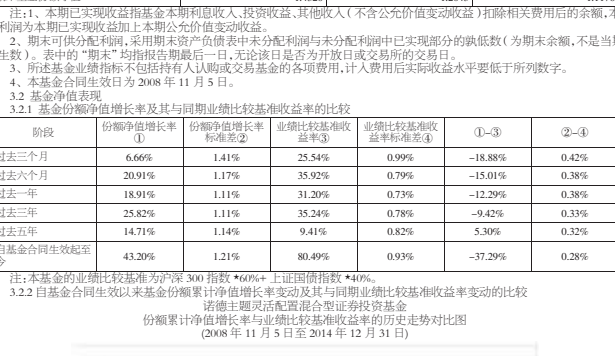 注:1、本期已实现收益指基金本期利息收入、投资收益、其他收入(不含公允价值变动收益)扣除相关费用后的余额,本
利润为本期已实现收益加上本期公允价值变动收益。
2、期末可供分配利润,采用期末资产负债表中未分配利润与未分配利润中已实现部分的孰低数(为期末余额,不是当期
生数)。表中的“期末”均指报告期最后一日,无论该日是否为开放日或交易所的交易日。
3、所述基金业绩指标不包括持有人认购或交易基金的各项费用,计入费用后实际收益水平要低于所列数字。
4、本基金合同生效日为 2008 年 11 月 5 日。
3.2 基金净值表现
3.2.1 基金份额净值增长率及其与同期业绩比较基准收益率的比较
阶段 份额净值增长率① 份额净值增长率标准差② 业绩比较基准收益率③ 业绩比较基准收益率标准差④ ①-③ ②-④
过去三个月 6.66% 1.41% 25.54% 0.99% -18.88% 0.42%
过去六个月 20.91% 1.17% 35.92% 0.79% -15.01% 0.38%
过去一年 18.91% 1.11% 31.20% 0.73% -12.29% 0.38%
过去三年 25.82% 1.11% 35.24% 0.78% -9.42% 0.33%
过去五年 14.71% 1.14% 9.41% 0.82% 5.30% 0.32%
自基金合同生效起至今 43.20% 1.21% 80.49% 0.93% -37.29% 0.28%
注:本基金的业绩比较基准为沪深 300 指数 *60%+ 上证国债指数 *40%。
3.2.2 自基金合同生效以来基金份额累计净值增长率变动及其与同期业绩比较基准收益率变动的比较
诺德主题灵活配置混合型证券投资基金
份额累计净值增长率与业绩比较基准收益率的历史走势对比图
(2008 年 11 月 5 日至 2014 年 12 月 31 日)